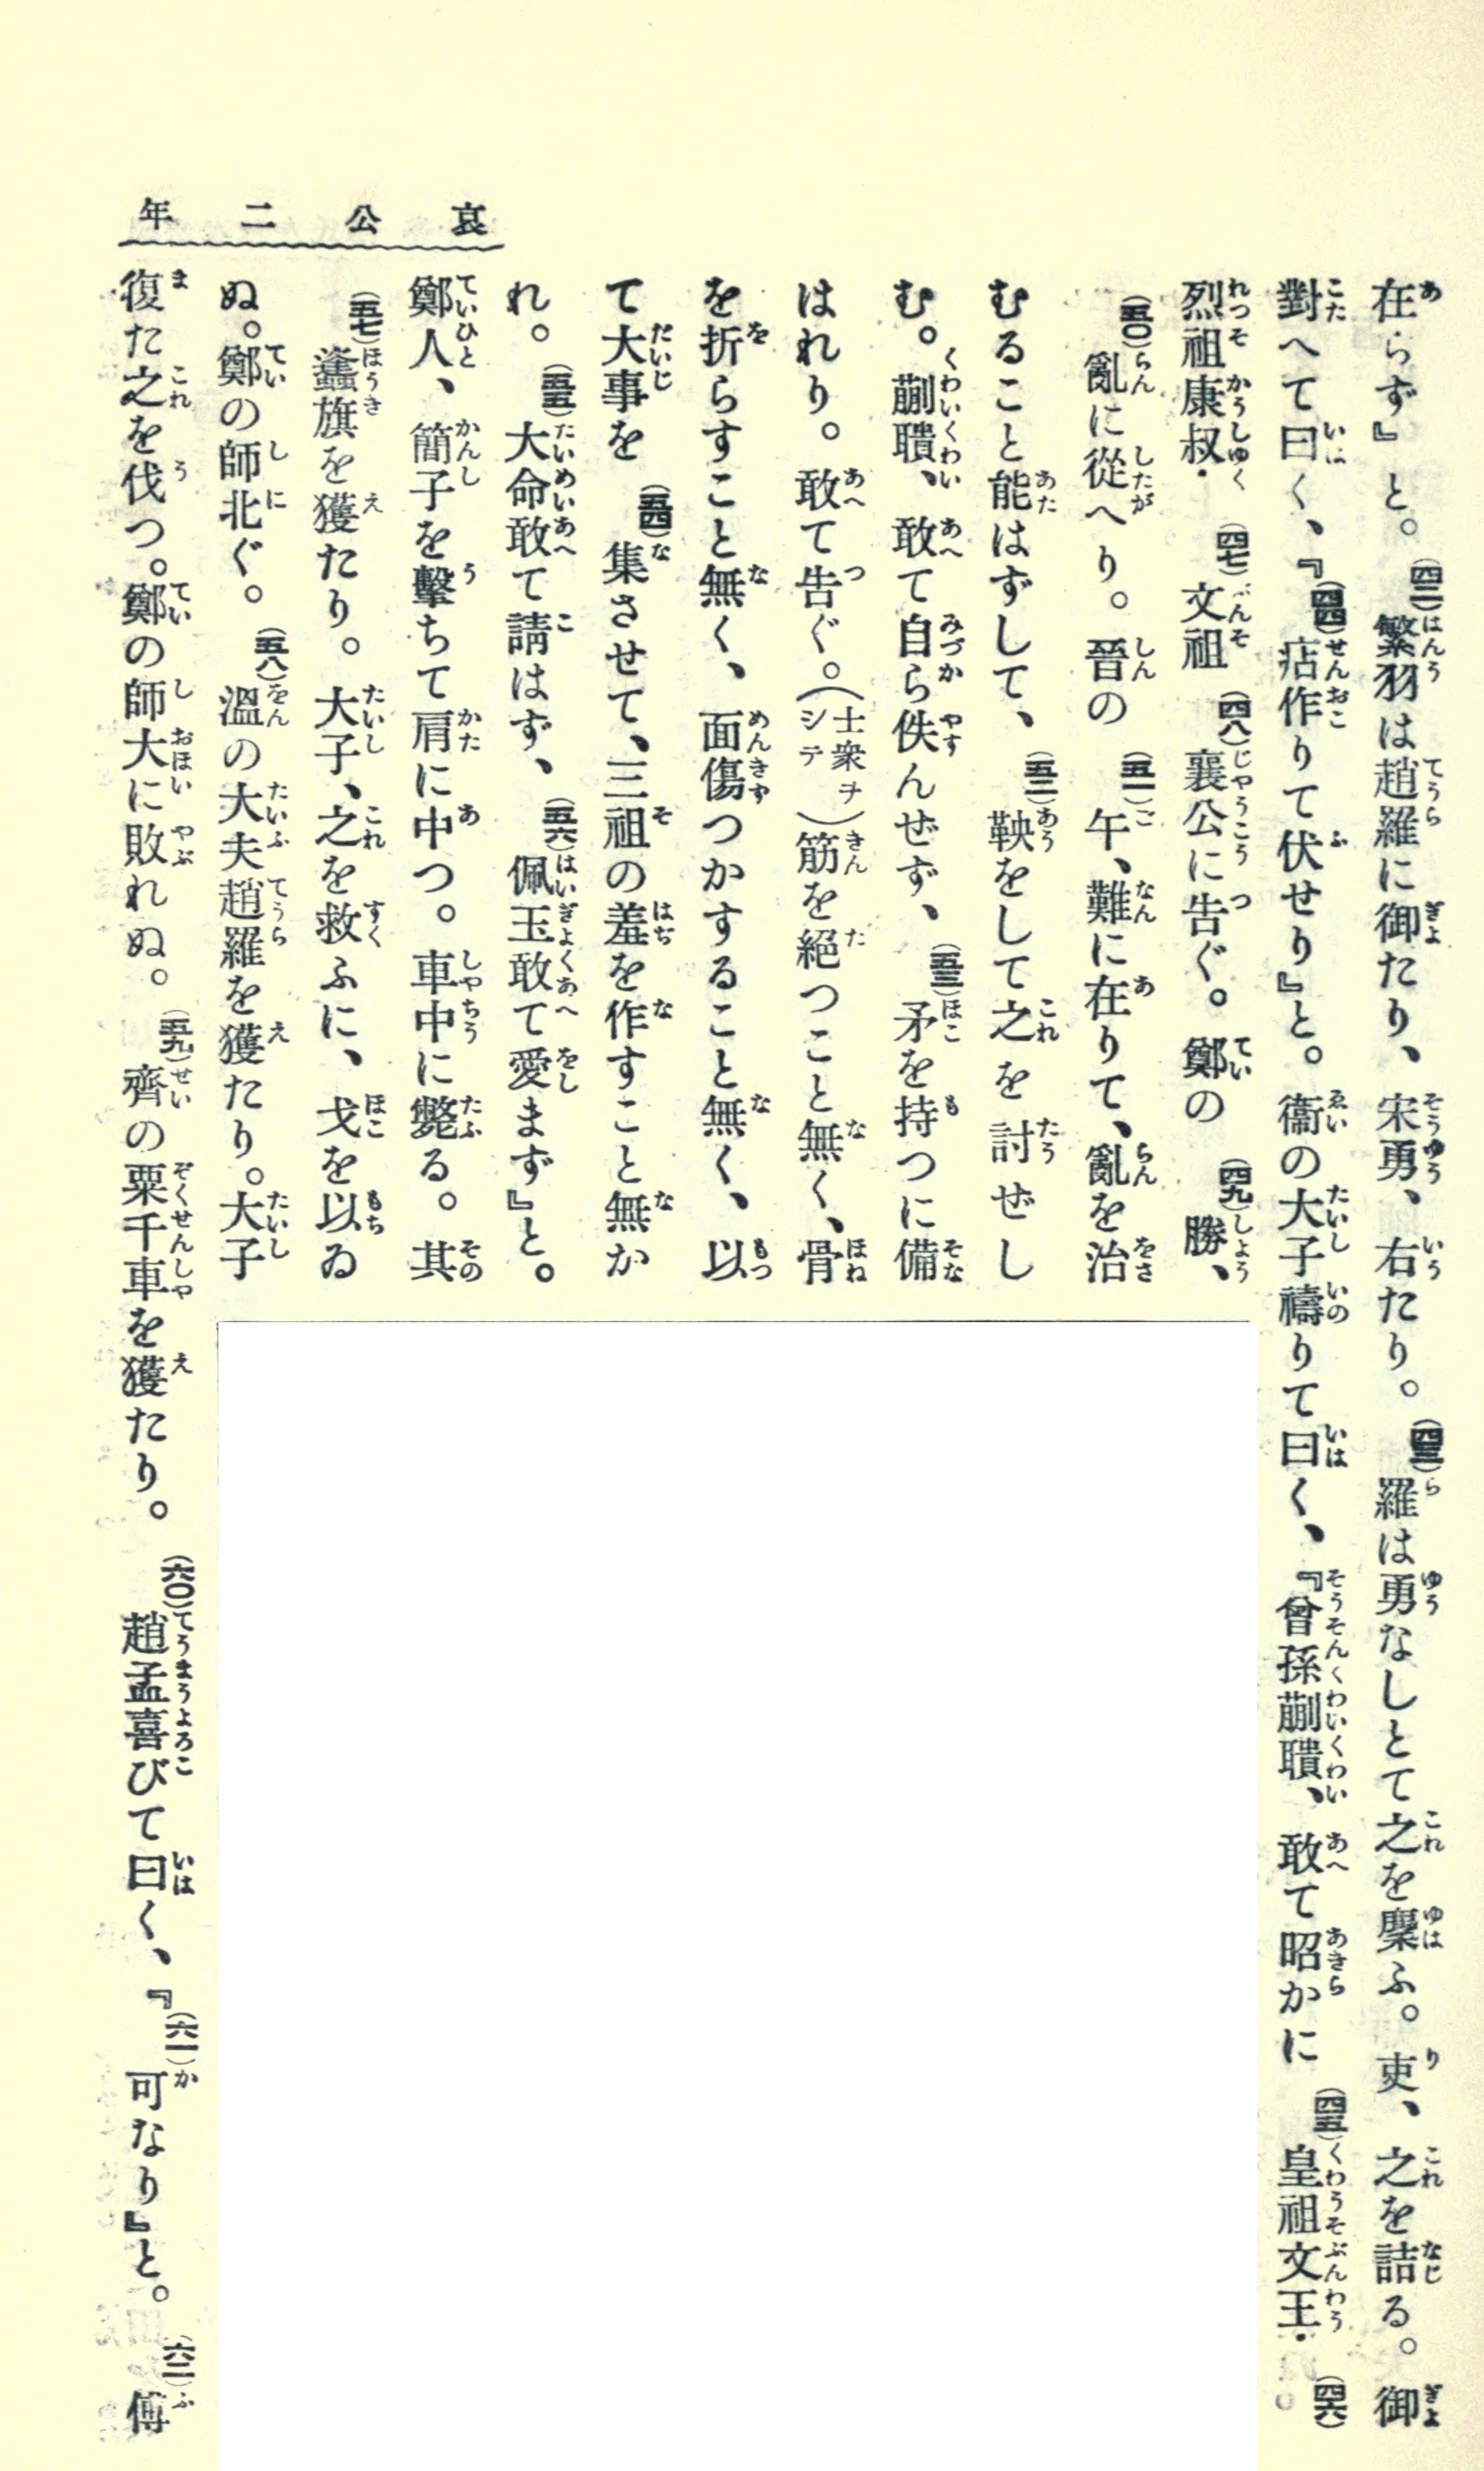 哀公二年
在らず』と。(四二)繁羽は趙羅に御たり、宋勇、右たり。(四三)羅は勇なしとて之を麇ふ。吏、之を詰る。御
對へて曰く、『(四四)痁作りて伏せり』と。衞の大子禱りて曰く、『曾孫蒯聵、敢て昭かに(四五)皇祖文王・(四六)
烈祖康叔・(四七)文祖(四八)襄公に告ぐ。鄭の(四九)勝、
(五〇)亂に從へり。晉の(五一)午、難に在りて、亂を治
むること能はずして、(五二)鞅をして之を討ぜし
む。蒯聵、敢て自ら佚んぜず、(五三)矛を持つに備
はれり。敢て告ぐ。(士衆ヲシテ)筋を絕つこと無く、骨
を折らすこと無く、面傷つかすること無く、以
て大事を(五四)集させて、三祖の羞を作すこと無か
れ。(五五)大命敢て請はず、(五六)佩玉敢て愛まず』と。
鄭人、簡子を擊ちて肩に中つ。車中に斃る。其
(五七)蠭旗を獲たり。大子、之を救ふに、戈を以ゐ
ぬ。鄭の師北ぐ。(五八)溫の大夫趙羅を獲たり。大子
復た之を伐つ。鄭の師大に敗れぬ。(五九)齊の粟千車を獲たり。(六〇)趙孟喜びて曰く、『(六一)可なり』と。(六二)傅